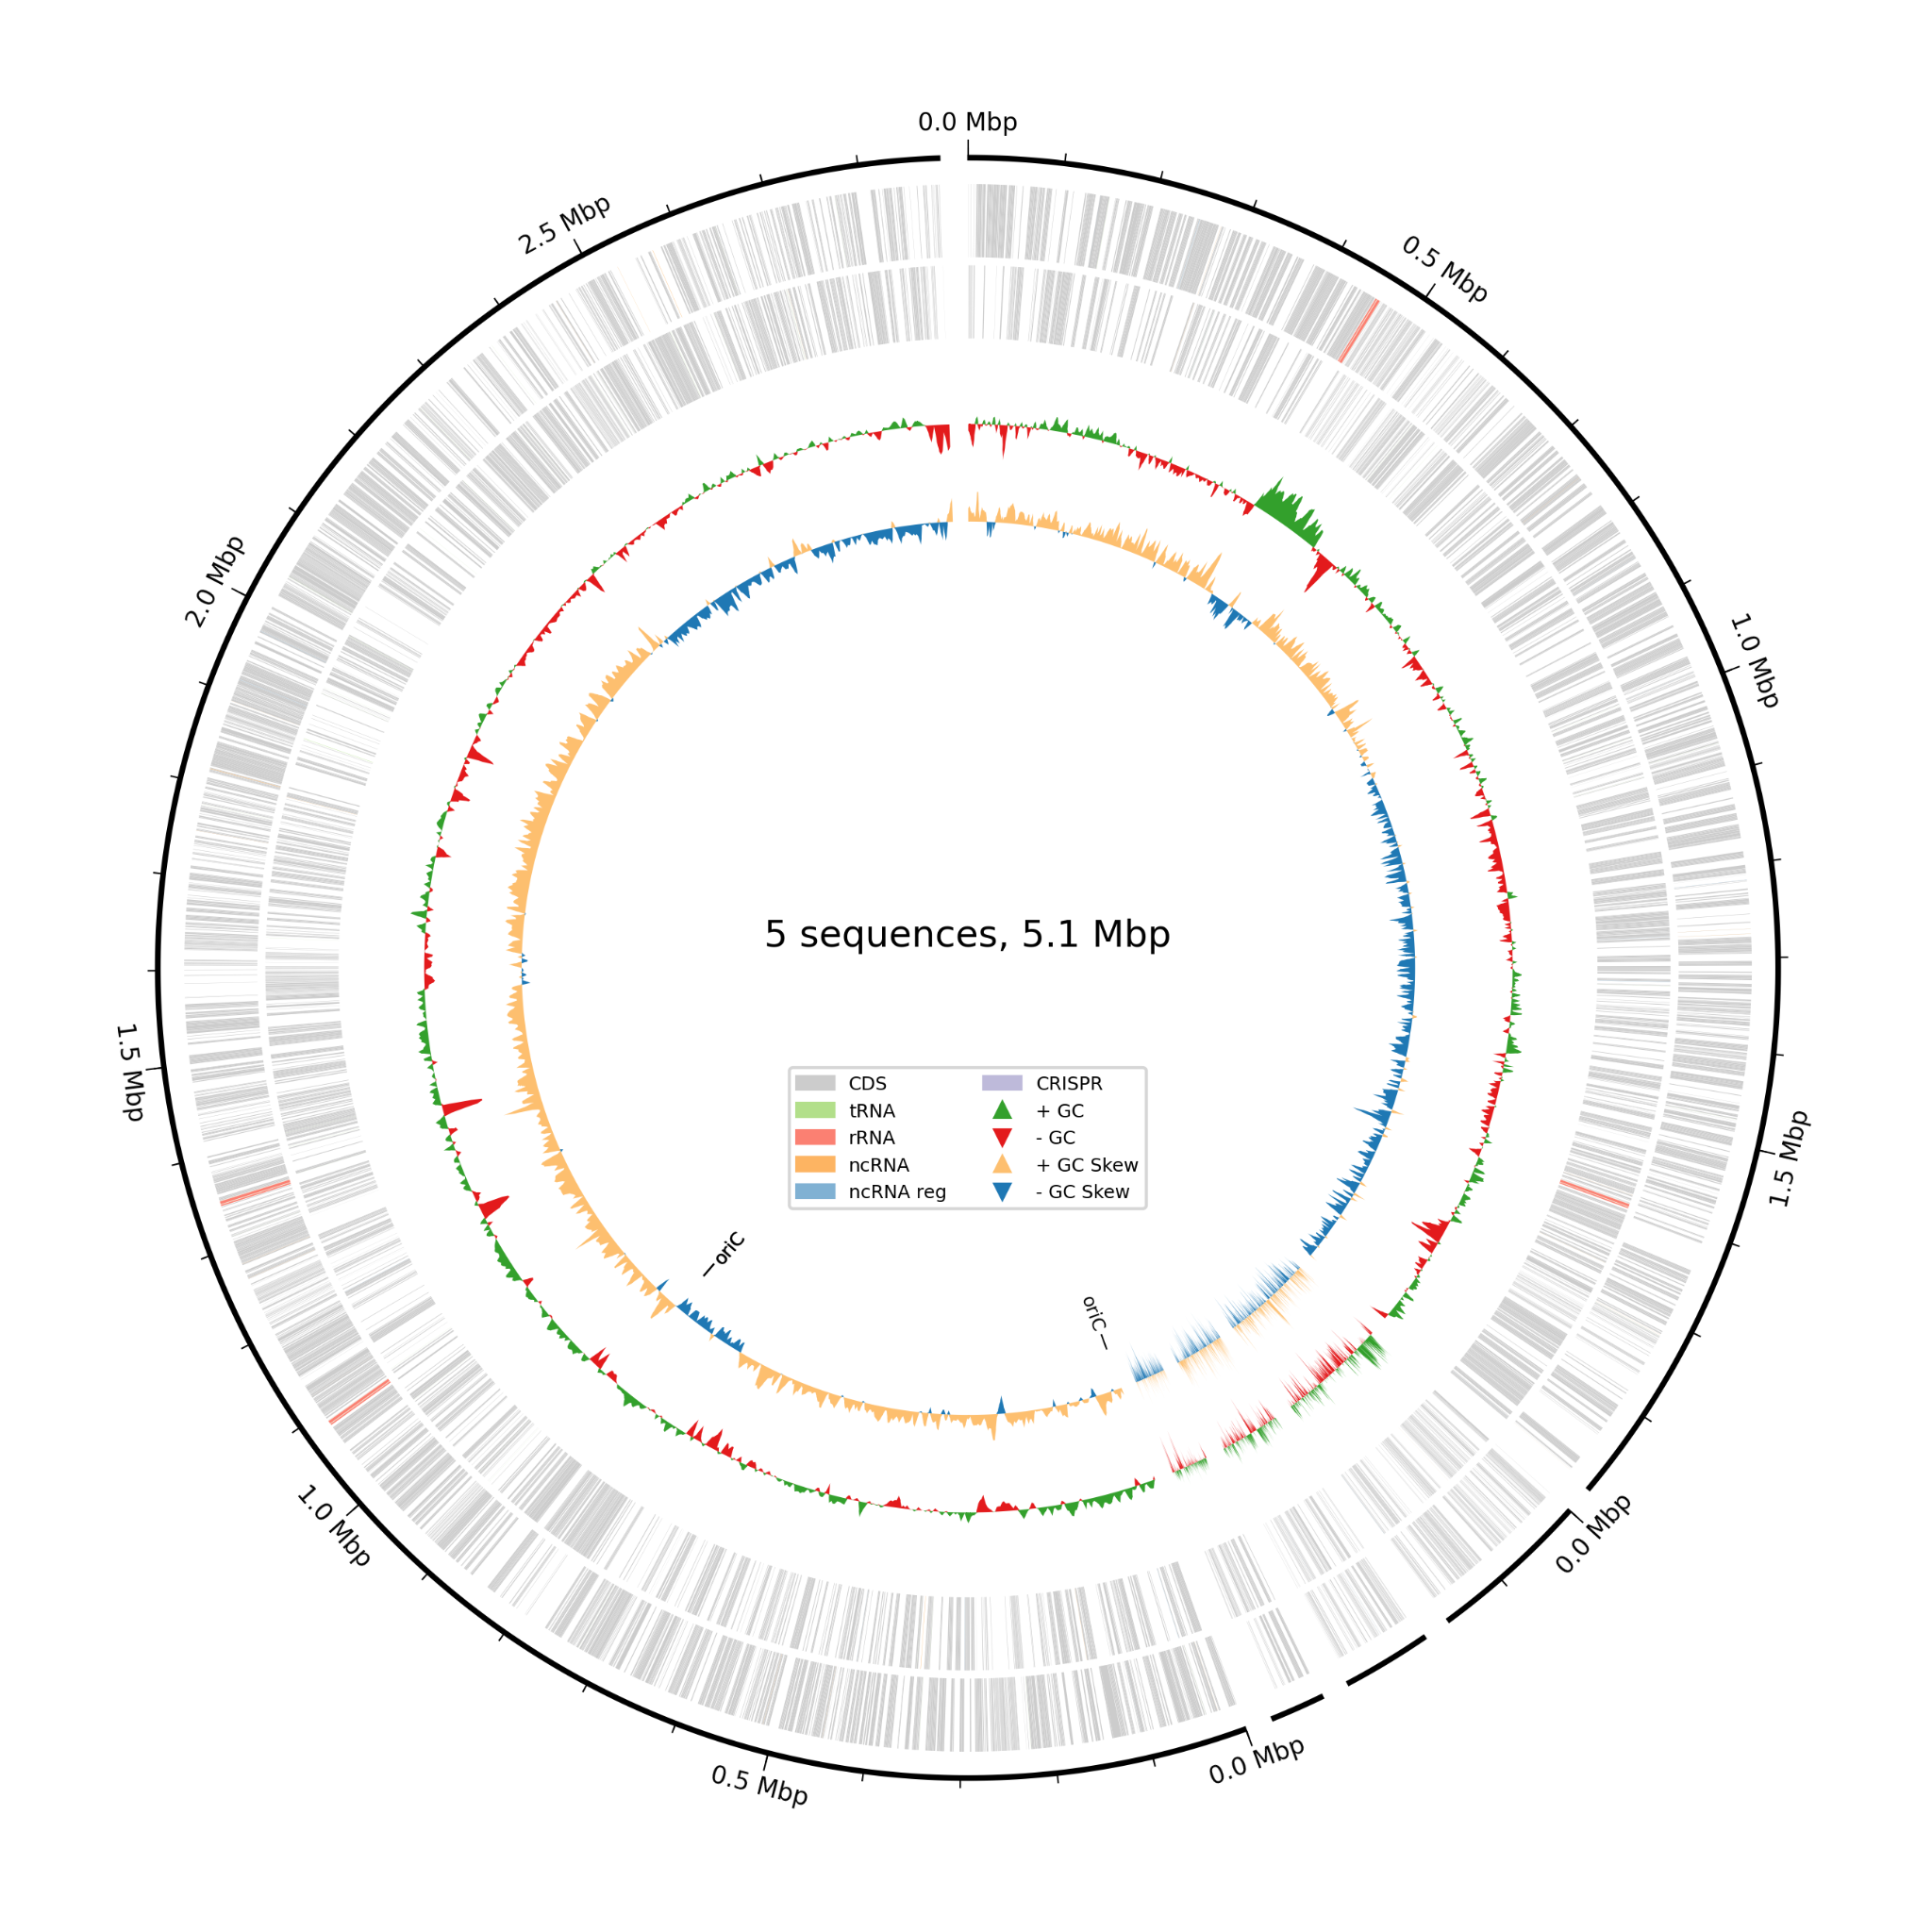 0.0 Mbp
0.5 Mbp
1.0 Mbp
1.5 Mbp
0.0 Mbp
0.0 Mbp
0.5 Mbp
1.0 Mbp
1.5 Mbp
2.0 Mbp
2.5 Mbp
5 sequences, 5.1 Mbp
CDS
tRNA
rRNA
ncRNA
ncRNA reg
CRISPR
+ GC
- GC
+ GC Skew
- GC Skew
oriC
oriC